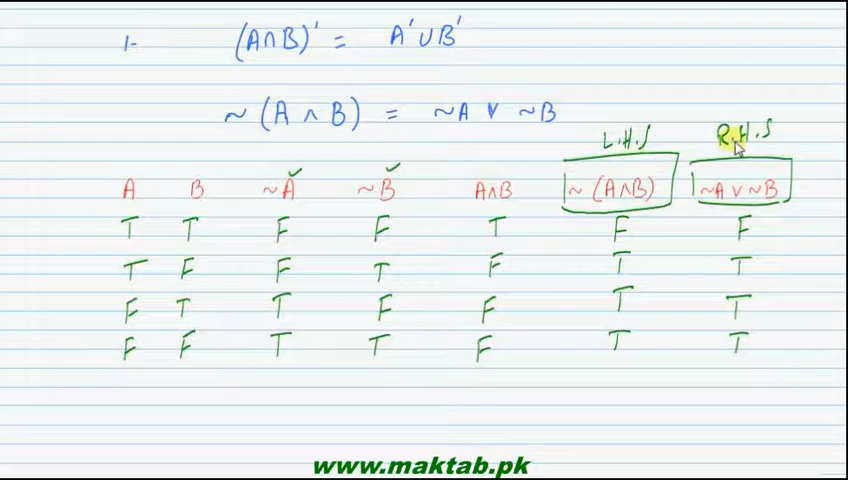 1- (A∩B)' = A' ∪ B'
~ (A ∧ B) = ~A ∨ ~B
L.H.S R.H.S
A B ~A ~B A∧B ~ (A∧B) ~A ∨ ~B
T T F F T F F
T F F T F T T
F T T F F T T
F F T T F T T
www.maktab.pk